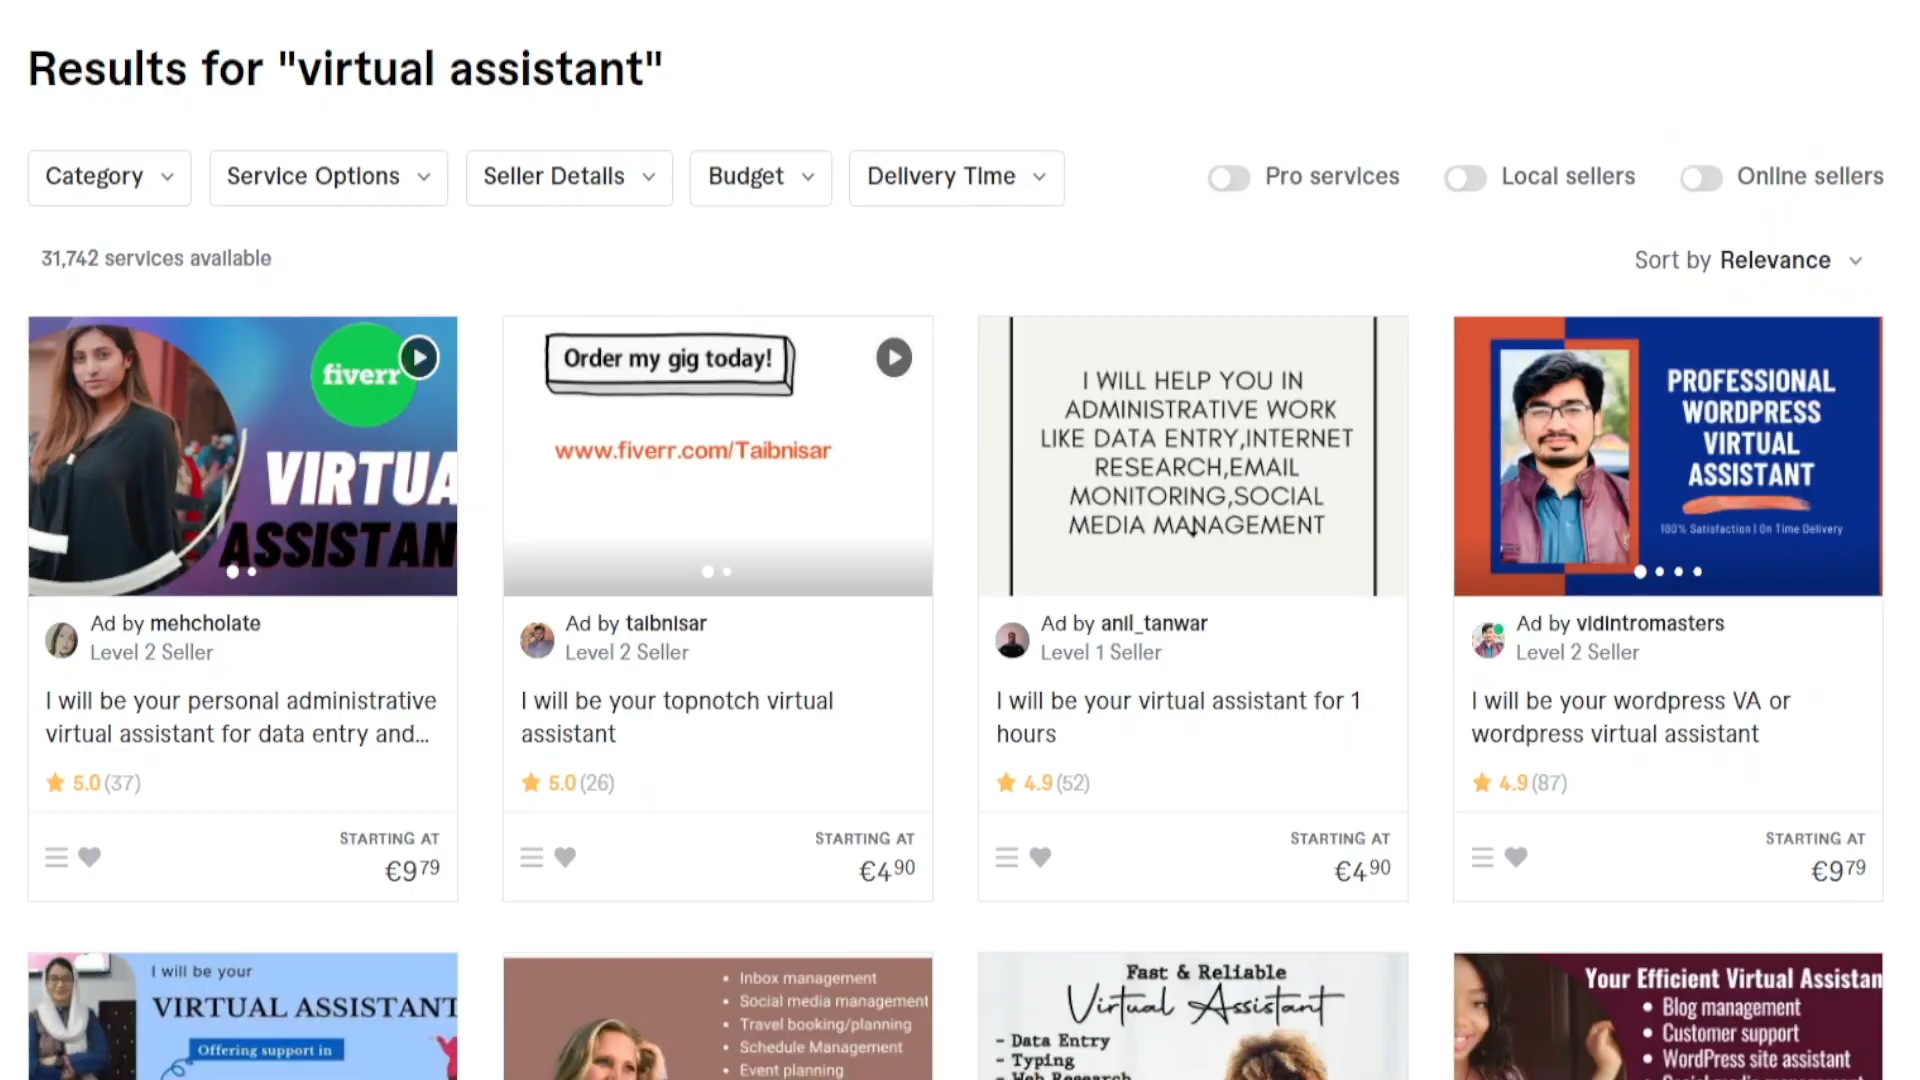 Results for "virtual assistant"
Category
Service Options
Seller Details
Budget
Delivery Time
Pro services
Local sellers
Online sellers
31,742 services available
Sort by Relevance
fiverr
VIRTUA
ASSISTAN
Order my gig today!
www.fiverr.com/Taibnisar
I WILL HELP YOU IN
ADMINISTRATIVE WORK
LIKE DATA ENTRY,INTERNET
RESEARCH,EMAIL
MONITORING,SOCIAL
MEDIA MANAGEMENT
PROFESSIONAL
WORDPRESS
VIRTUAL
ASSISTANT
100% Satisfaction | On Time Delivery
Ad by mehcholate
Level 2 Seller
I will be your personal administrative
virtual assistant for data entry and...
5.0 (37)
STARTING AT
€9 79
Ad by taibnisar
Level 2 Seller
I will be your topnotch virtual
assistant
5.0 (26)
STARTING AT
€4 90
Ad by anil_tanwar
Level 1 Seller
I will be your virtual assistant for 1
hours
4.9 (52)
STARTING AT
€4 90
Ad by vidintromasters
Level 2 Seller
I will be your wordpress VA or
wordpress virtual assistant
4.9 (87)
STARTING AT
€9 79
I will be your
VIRTUAL ASSISTANT
Offering support in
• Inbox management
• Social media management
• Travel booking/planning
• Schedule Management
• Event planning
Fast & Reliable
Virtual Assistant
- Data Entry
- Typing
- Web Research
Your Efficient Virtual Assistan
• Blog management
• Customer support
• WordPress site assistant